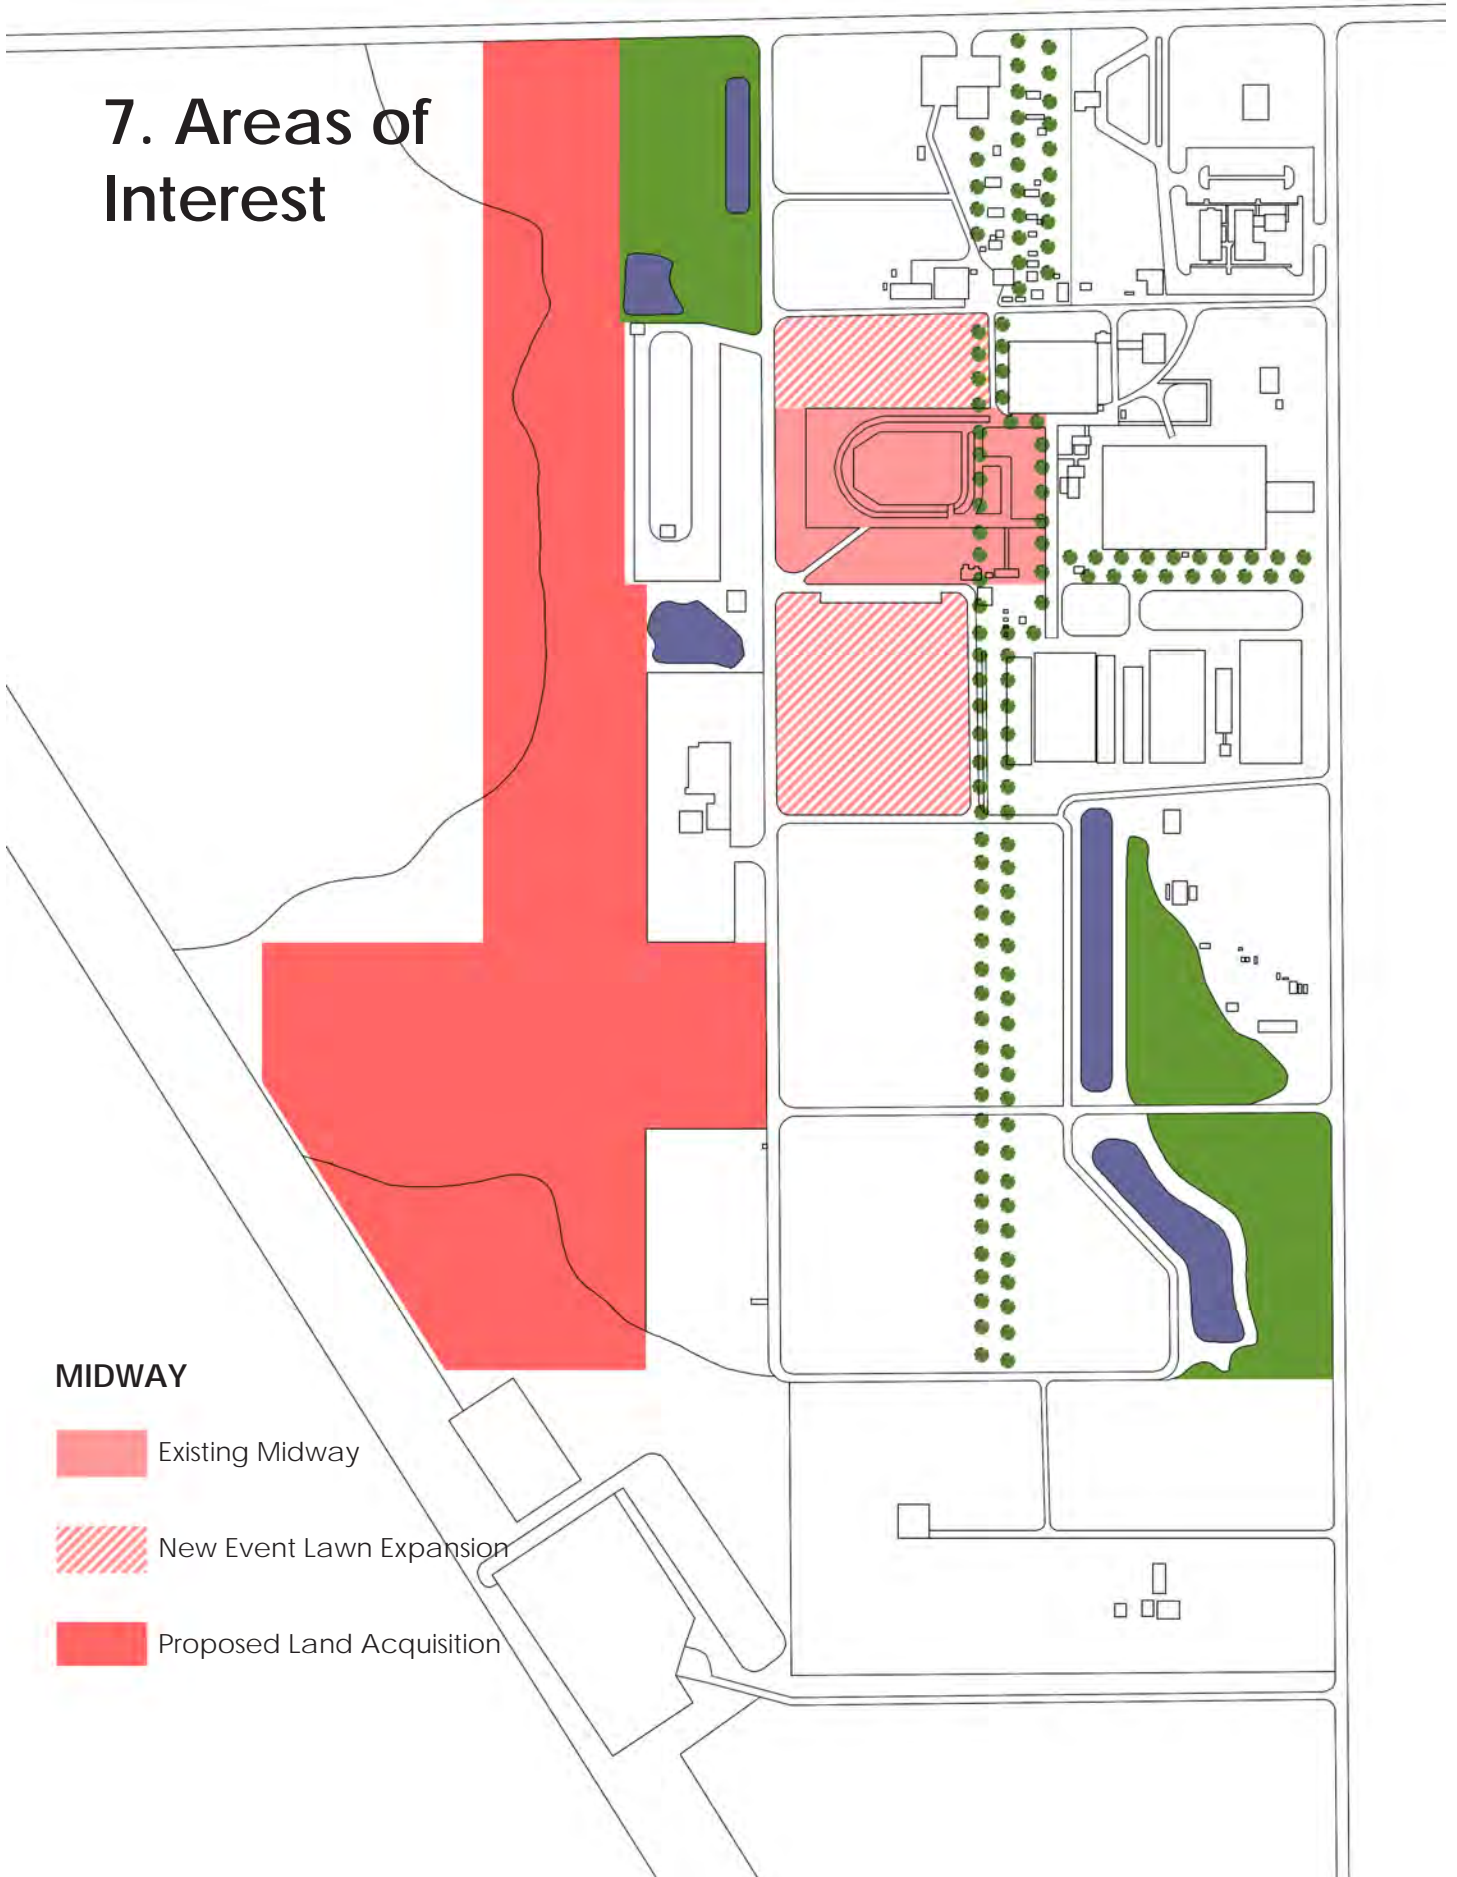 7. Areas of
Interest
MIDWAY
Existing Midway
New Event Lawn Expansion
Proposed Land Acquisition